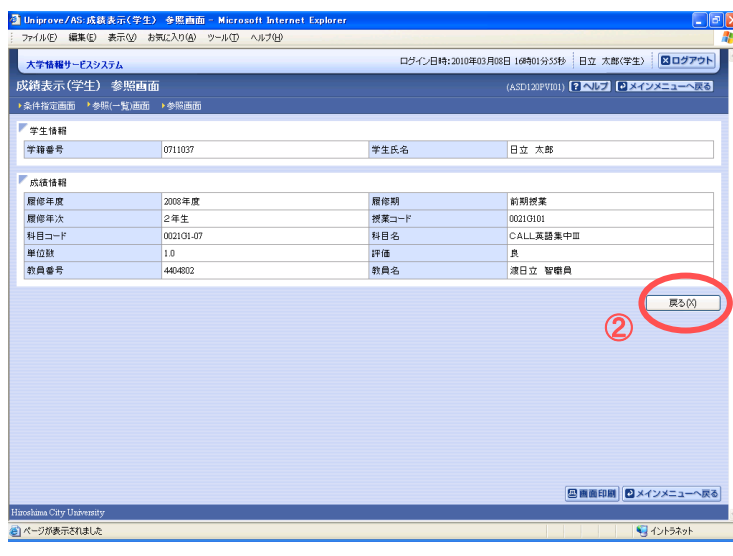 Uniprove/AS:成績表示(学生) 参照画面 - Microsoft Internet Explorer
ファイル(F) 編集(E) 表示(V) お気に入り(A) ツール(T) ヘルプ(H)
大学情報サービスシステム ログイン日時:2010年03月08日 16時01分55秒 日立 太郎(学生) ログアウト
成績表示(学生) 参照画面 (ASD120PVI01) ヘルプ メインメニューへ戻る
条件指定画面 参照(一覧)画面 参照画面
学生情報
学籍番号 0711037 学生氏名 日立 太郎
成績情報
履修年度 2008年度 履修期 前期授業
履修年次 2年生 授業コード 0021G101
科目コード 0021G1-07 科目名 CALL英語集中Ⅲ
単位数 1.0 評価 良
教員番号 4404802 教員名 渡日立 智職員
戻る(X)
②
画面印刷 メインメニューへ戻る
Hiroshima City University
ページが表示されました イントラネット